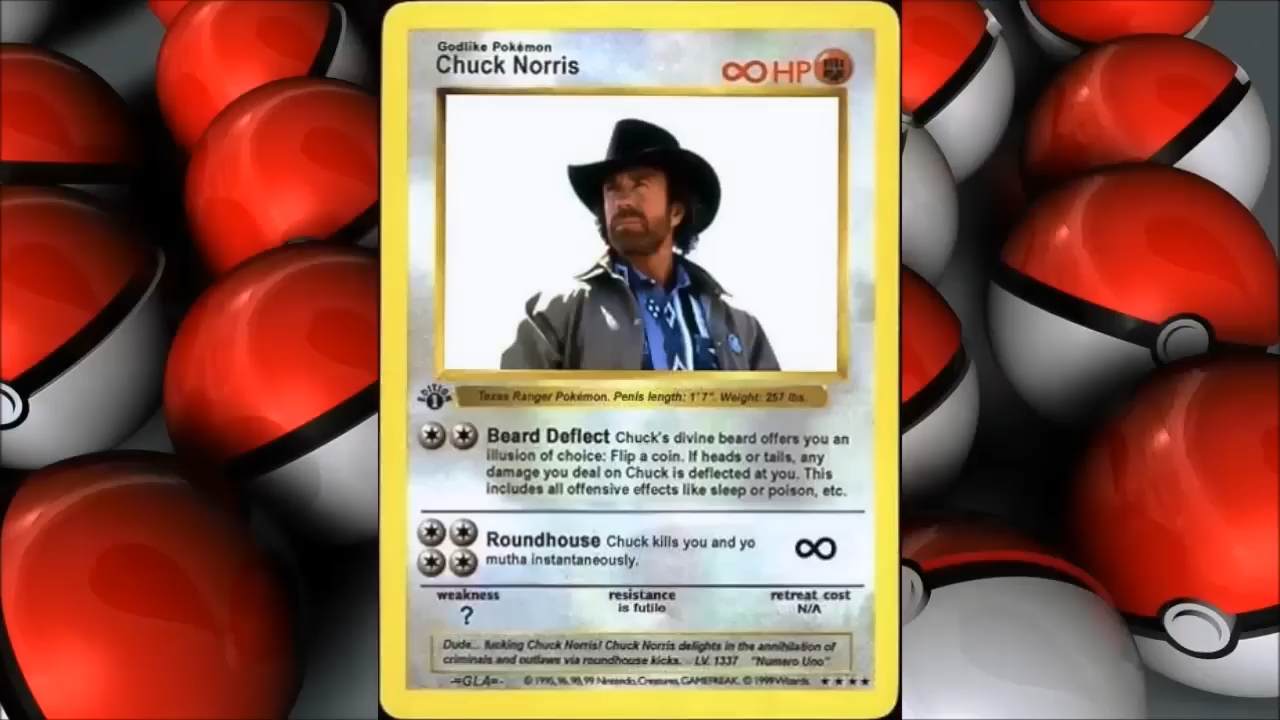 Godlike Pokémon
Chuck Norris
∞ HP
EDITION
1
Texas Ranger Pokémon. Penis length: 1'7". Weight: 257 lbs.
Beard Deflect Chuck's divine beard offers you an
illusion of choice: Flip a coin. If heads or tails, any
damage you deal on Chuck is deflected at you. This
includes all offensive effects like sleep or poison, etc.
Roundhouse Chuck kills you and yo
mutha instantaneously.
∞
weakness resistance retreat cost
? is futile N/A
Dude... fucking Chuck Norris! Chuck Norris delights in the annihilation of
criminals and outlaws via roundhouse kicks. LV. 1337 "Numero Uno"
-=GLA=- © 1995, 96, 98, 99 Nintendo, Creatures, GAMEFREAK. © 1999 Wizards.